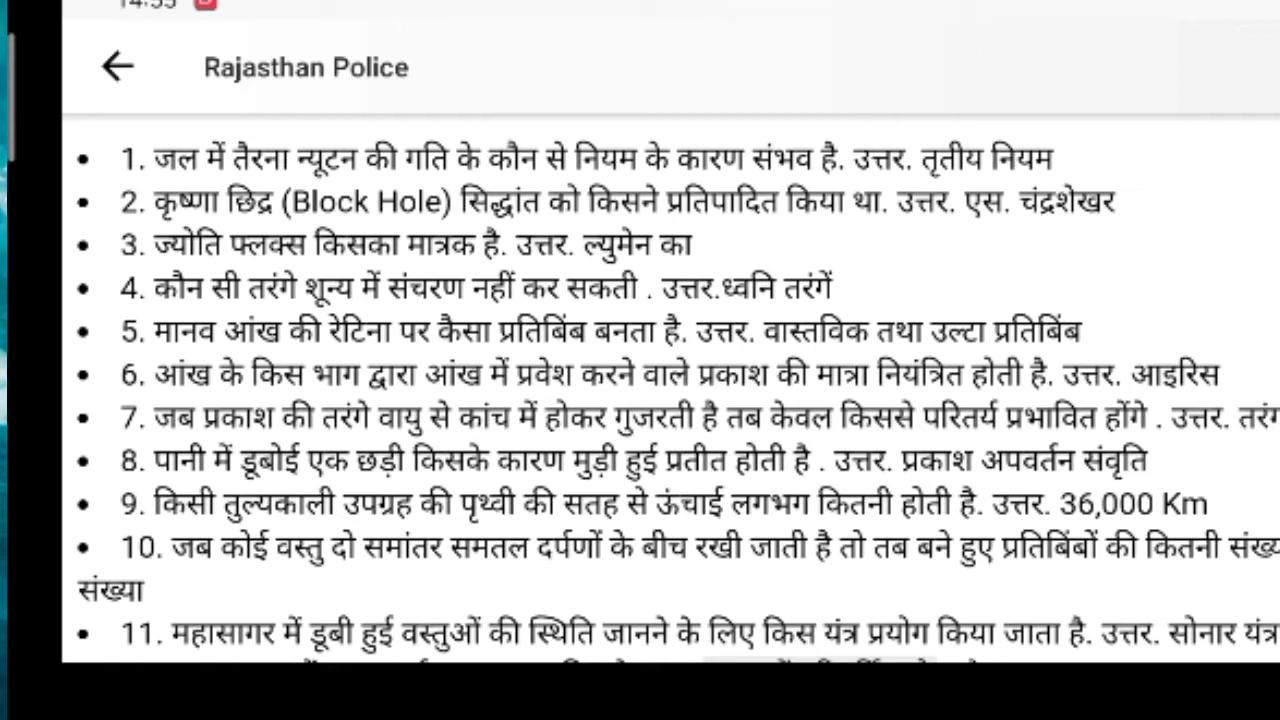 14:55
Rajasthan Police
• 1. जल में तैरना न्यूटन की गति के कौन से नियम के कारण संभव है. उत्तर. तृतीय नियम
• 2. कृष्णा छिद्र (Block Hole) सिद्धांत को किसने प्रतिपादित किया था. उत्तर. एस. चंद्रशेखर
• 3. ज्योति फ्लक्स किसका मात्रक है. उत्तर. ल्युमेन का
• 4. कौन सी तरंगे शून्य में संचरण नहीं कर सकती . उत्तर.ध्वनि तरंगें
• 5. मानव आंख की रेटिना पर कैसा प्रतिबिंब बनता है. उत्तर. वास्तविक तथा उल्टा प्रतिबिंब
• 6. आंख के किस भाग द्वारा आंख में प्रवेश करने वाले प्रकाश की मात्रा नियंत्रित होती है. उत्तर. आइरिस
• 7. जब प्रकाश की तरंगे वायु से कांच में होकर गुजरती है तब केवल किससे परितर्य प्रभावित होंगे . उत्तर.
• 8. पानी में डूबोई एक छड़ी किसके कारण मुड़ी हुई प्रतीत होती है . उत्तर. प्रकाश अपवर्तन संवृति
• 9. किसी तुल्यकाली उपग्रह की पृथ्वी की सतह से ऊंचाई लगभग कितनी होती है. उत्तर. 36,000 Km
• 10. जब कोई वस्तु दो समांतर समतल दर्पणों के बीच रखी जाती है तो तब बने हुए प्रतिबिंबों की कितनी
संख्या
• 11. महासागर में डूबी हुई वस्तुओं की स्थिति जानने के लिए किस यंत्र प्रयोग किया जाता है. उत्तर. सोनार यंत्र